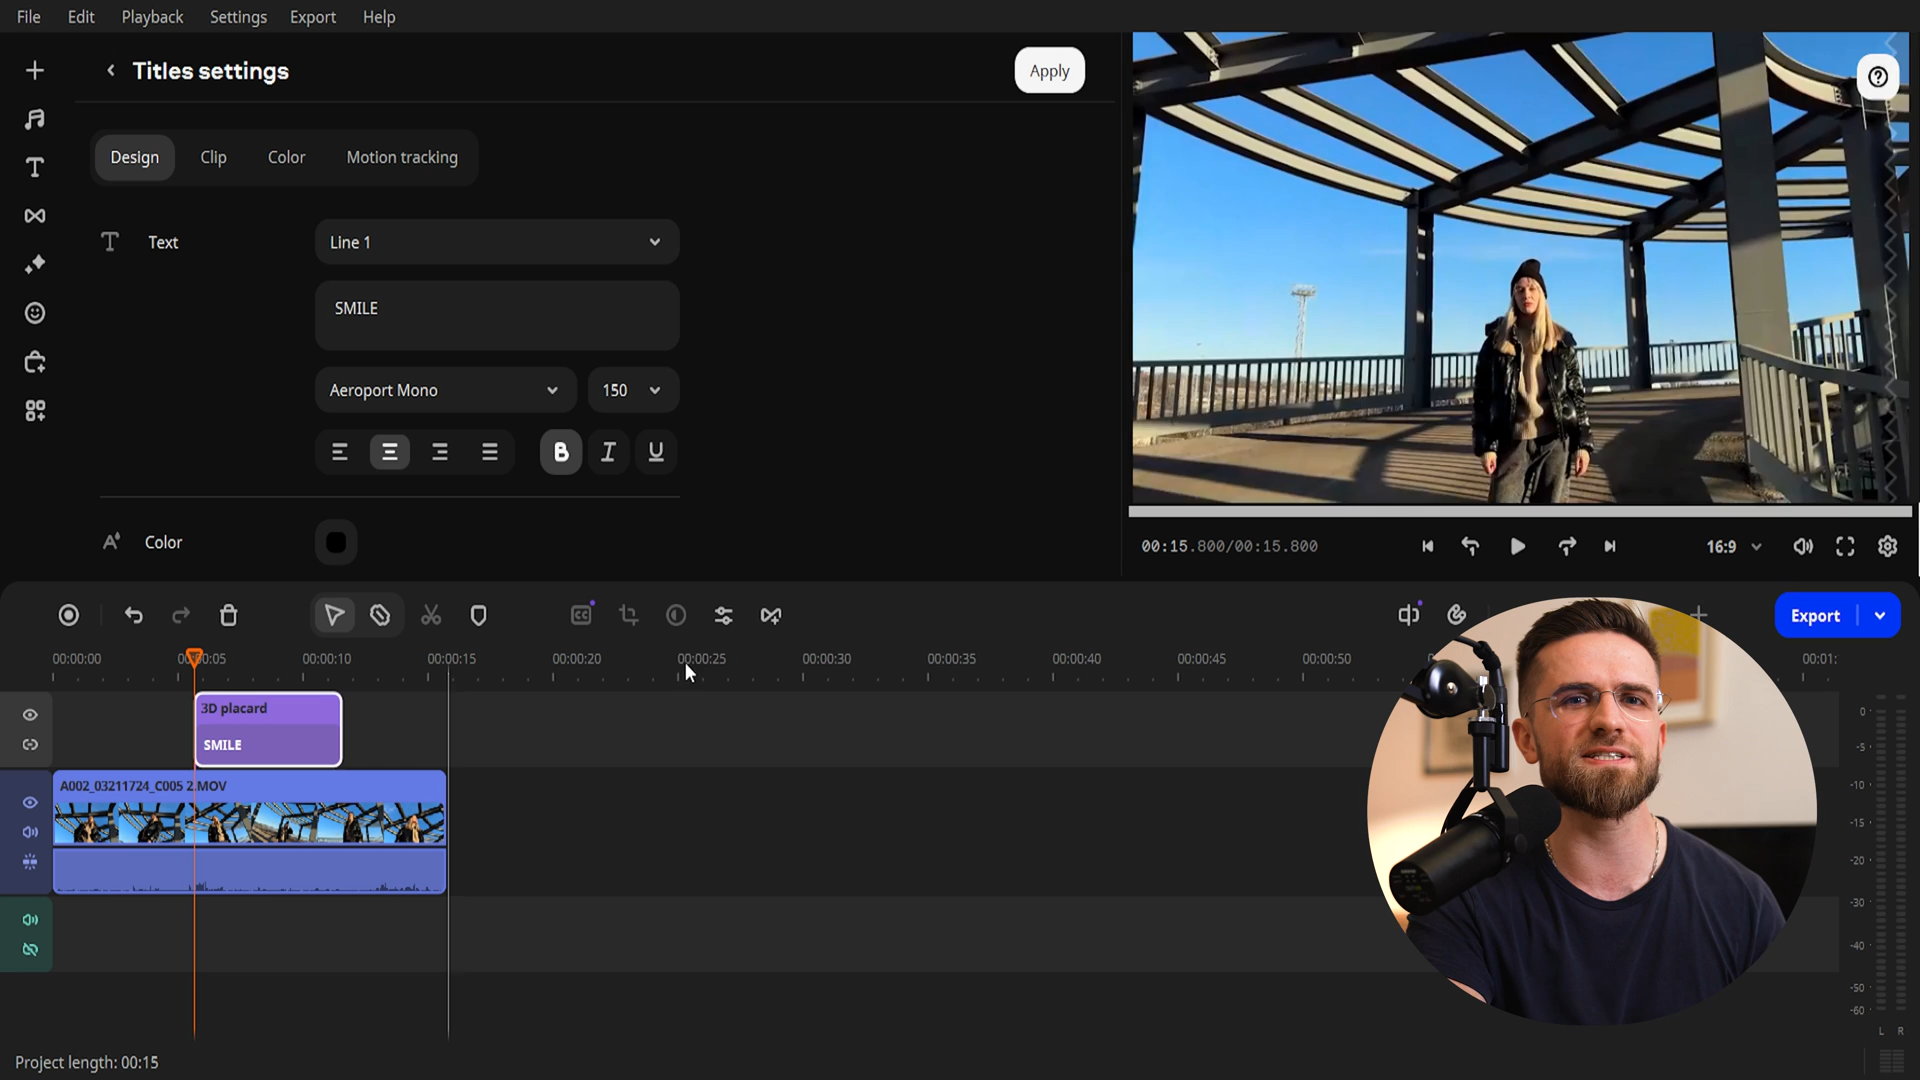 File Edit Playback Settings Export Help
Titles settings
Apply
Design Clip Color Motion tracking
Text
Line 1
SMILE
Aeroport Mono
150
B I U
Color
00:15.800/00:15.800
16:9
Export
00:00:00 00:00:05 00:00:10 00:00:15 00:00:20 00:00:25 00:00:30 00:00:35 00:00:40 00:00:45 00:00:50 00:01:
3D placard
SMILE
A002_03211724_C005 2.MOV
0
-5
-10
-15
-20
-30
-40
-50
-60
L R
Project length: 00:15